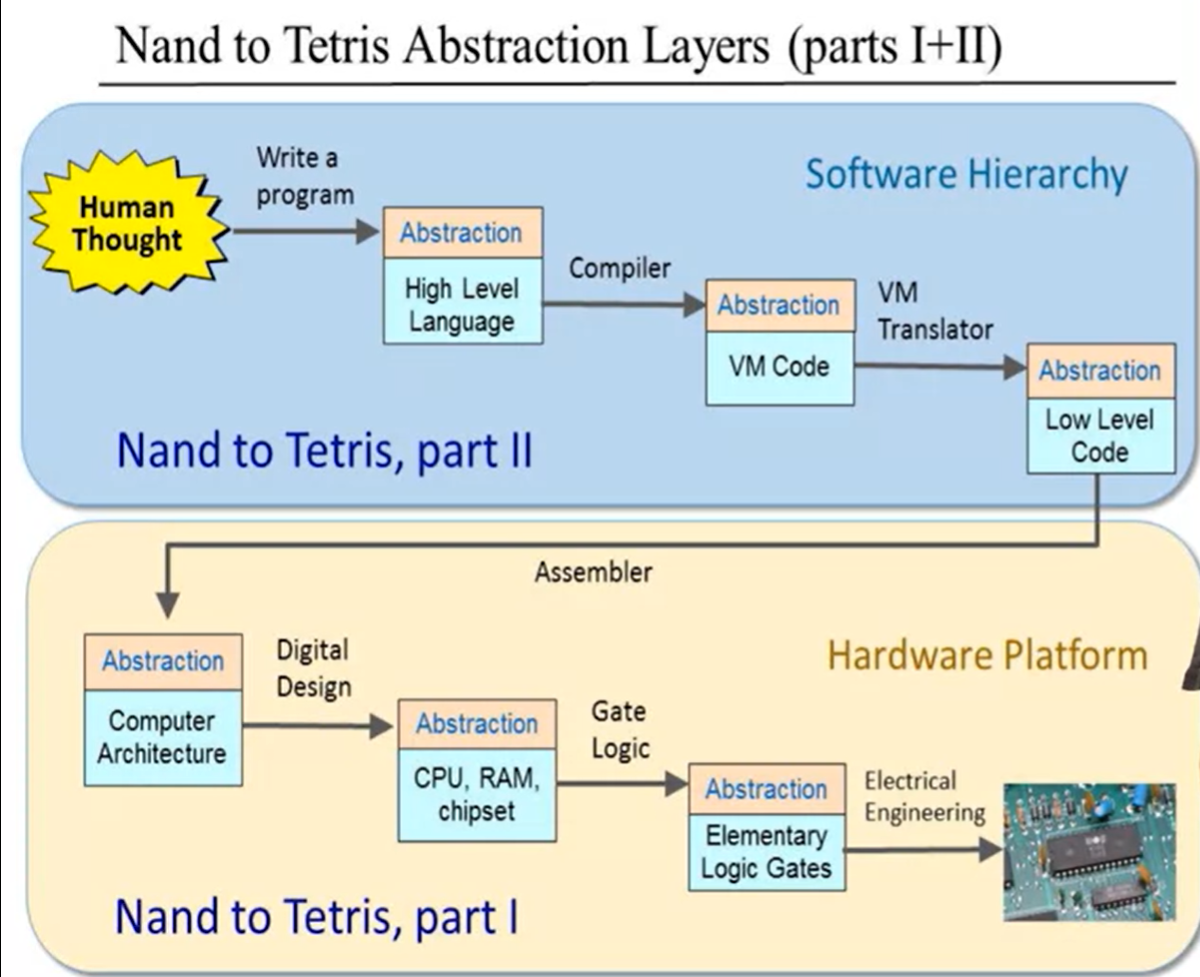 Nand to Tetris Abstraction Layers (parts I+II)
Software Hierarchy
Human
Thought
Write a
program
Abstraction
High Level
Language
Compiler
Abstraction
VM Code
VM
Translator
Abstraction
Low Level
Code
Nand to Tetris, part II
Assembler
Hardware Platform
Abstraction
Computer
Architecture
Digital
Design
Abstraction
CPU, RAM,
chipset
Gate
Logic
Abstraction
Elementary
Logic Gates
Electrical
Engineering
Nand to Tetris, part I